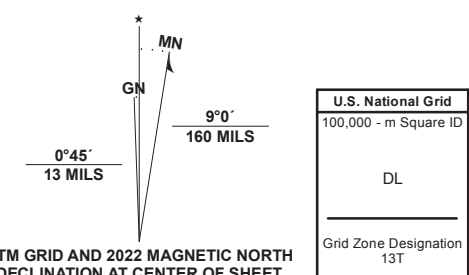 MN
GN
9°0´
160 MILS
0°45´
13 MILS
TM GRID AND 2022 MAGNETIC NORTH
DECLINATION AT CENTER OF SHEET
U.S. National Grid
100,000 - m Square ID
DL
Grid Zone Designation
13T